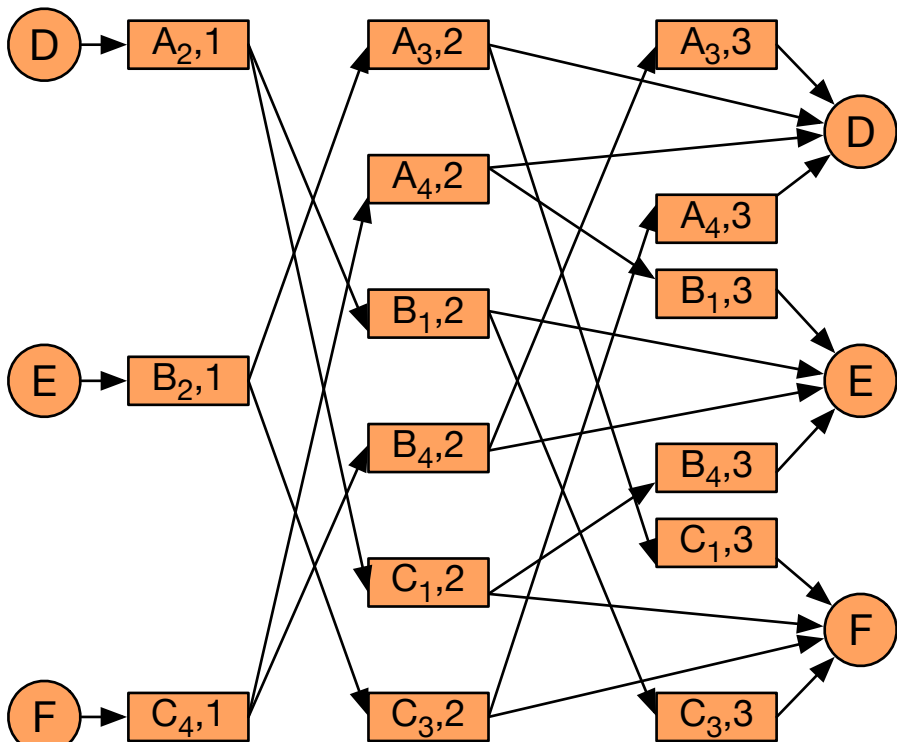 D
A₂,1
A₃,2
A₃,3
D
A₄,2
A₄,3
B₁,3
B₁,2
E
B₂,1
E
B₄,2
B₄,3
C₁,3
C₁,2
F
F
C₄,1
C₃,2
C₃,3